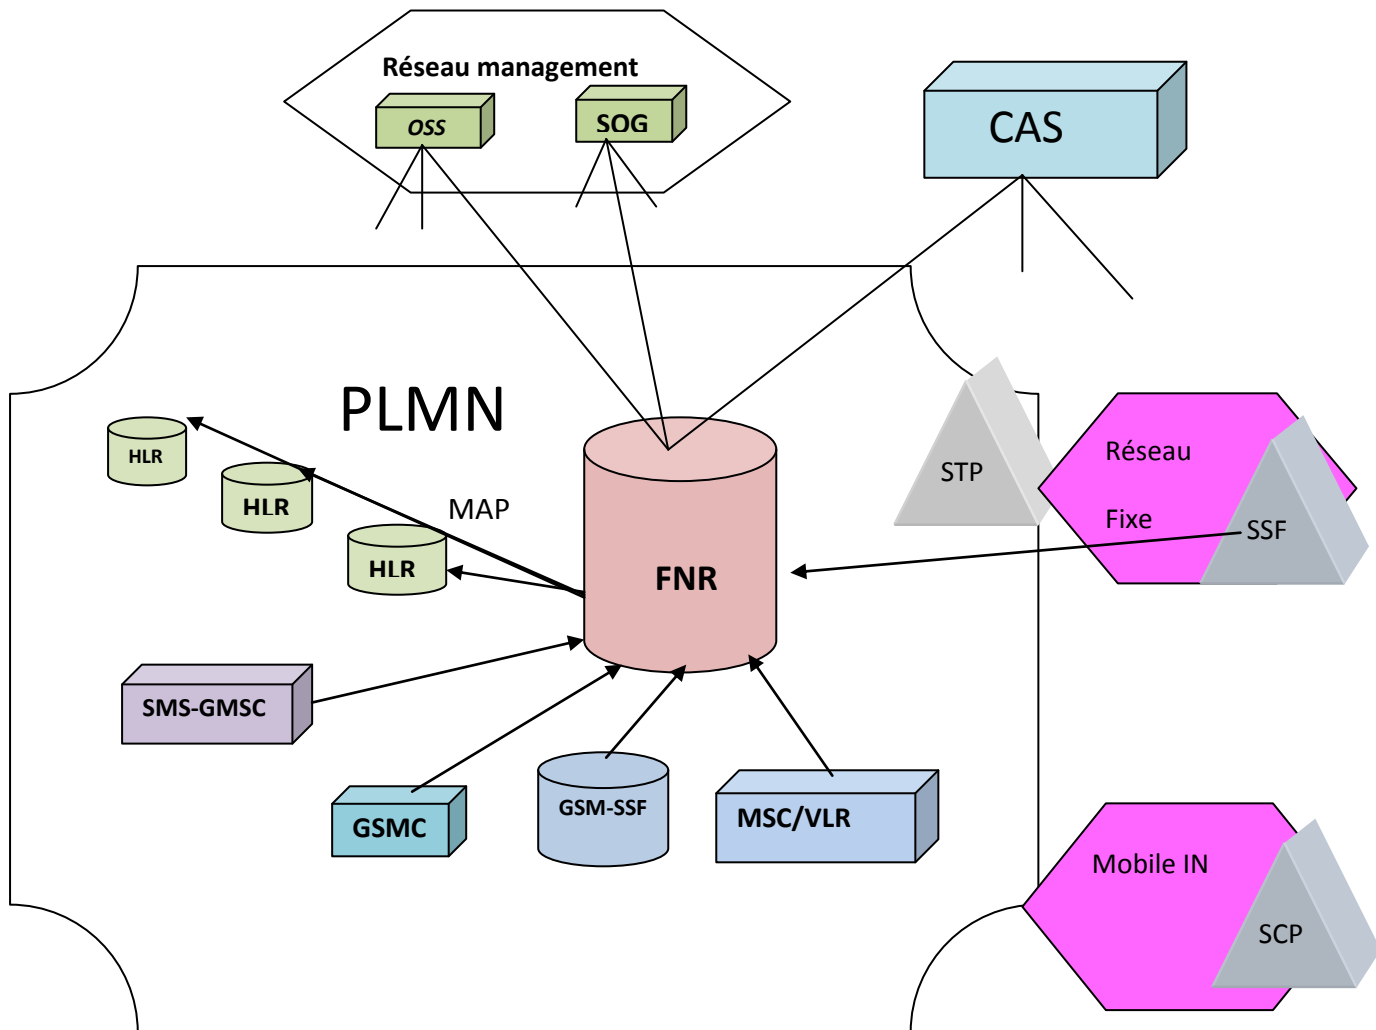 Réseau management
OSS
SOG
CAS
PLMN
HLR
HLR
MAP
HLR
FNR
STP
Réseau
Fixe
SSF
SMS-GMSC
GSMC
GSM-SSF
MSC/VLR
Mobile IN
SCP